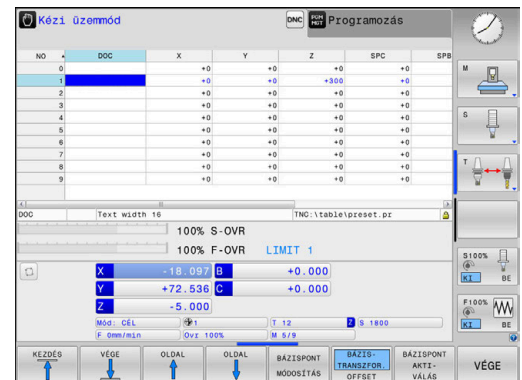 Kézi üzemmód
DNC PGM MGT Programozás
NO DOC X Y Z SPC SPB
0 +0 +0 +0 +0
1 +0 +0 +300 +0
2 +0 +0 +0 +0
3 +0 +0 +0 +0
4 +0 +0 +0 +0
5 +0 +0 +0 +0
6 +0 +0 +0 +0
7 +0 +0 +0 +0
8 +0 +0 +0 +0
9 +0 +0 +0 +0
DOC Text width 16 TNC:\table\preset.pr
100% S-OVR
100% F-OVR LIMIT 1
X -18.097 B +0.000
Y +72.536 C +0.000
Z -5.000
Mód: CÉL 1 T 12 Z S 1800
F 0mm/min Ovr 100% M 5/9
M
S
T
S100%
KI BE
F100%
KI BE
KEZDÉS VÉGE OLDAL OLDAL BÁZISPONT MÓDOSÍTÁS BÁZIS-TRANSZFOR. OFFSET BÁZISPONT AKTI-VÁLÁS VÉGE